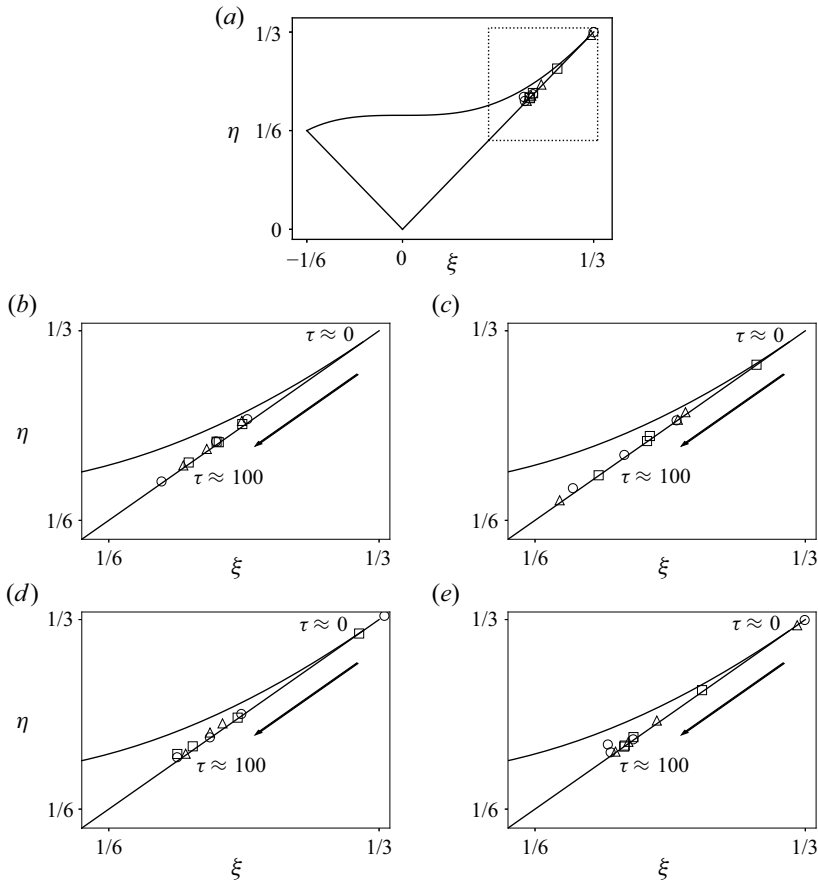 (a)
1/3
η
1/6
0
−1/6
0
ξ
1/3
(b)
1/3
τ ≈ 0
η
τ ≈ 100
1/6
1/6
ξ
1/3
(c)
τ ≈ 0
1/3
τ ≈ 100
1/6
1/6
ξ
1/3
(d)
1/3
τ ≈ 0
η
τ ≈ 100
1/6
1/6
ξ
1/3
(e)
1/3
τ ≈ 0
τ ≈ 100
1/6
1/6
ξ
1/3